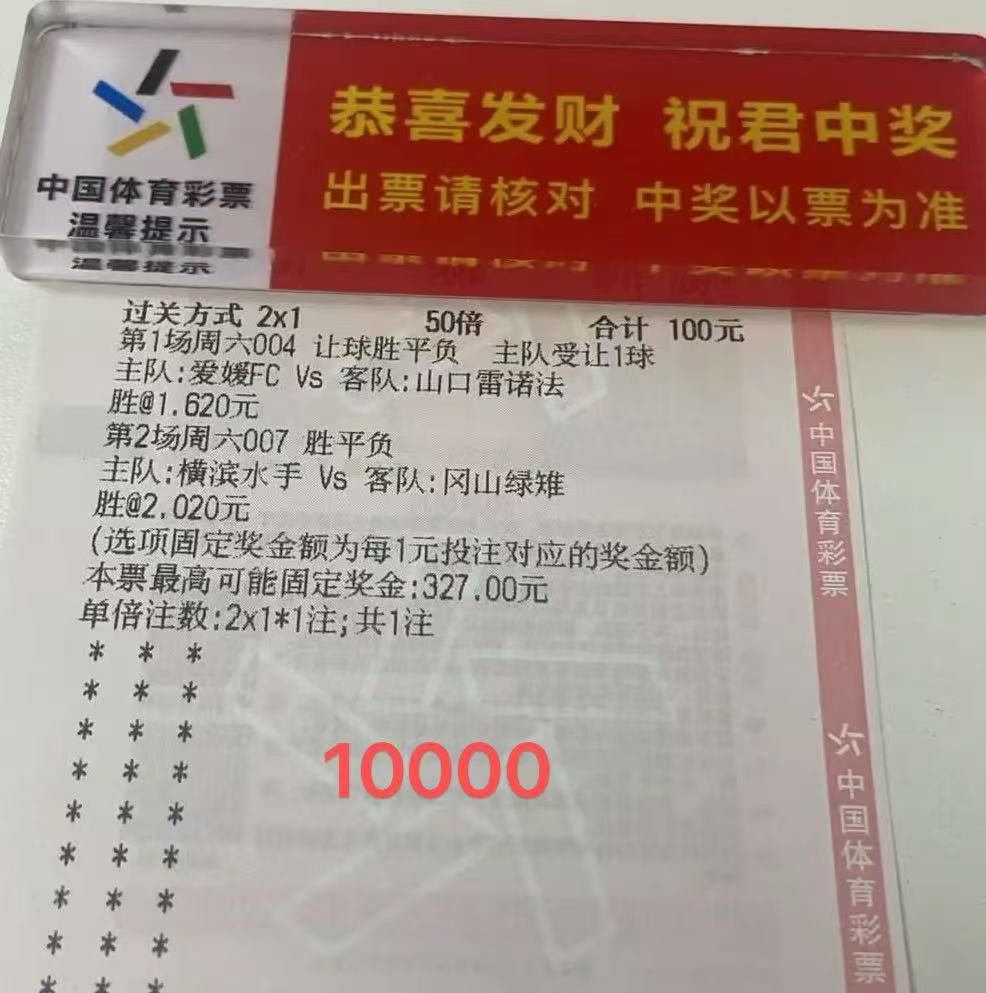 恭喜发财 祝君中奖
出票请核对 中奖以票为准
中国体育彩票
温馨提示
过关方式 2x1 50倍 合计 100元
第1场周六004 让球胜平负 主队受让1球
主队:爱媛FC Vs 客队:山口雷诺法
胜@1.620元
第2场周六007 胜平负
主队:横滨水手 Vs 客队:冈山绿雉
胜@2.020元
(选项固定奖金额为每1元投注对应的奖金额)
本票最高可能固定奖金:327.00元
单倍注数:2x1*1注;共1注
* * *
* * *
* * *
* * *
* * *
* * *
* * *
* * *
* * *
10000
中国体育彩票
中国体育彩票